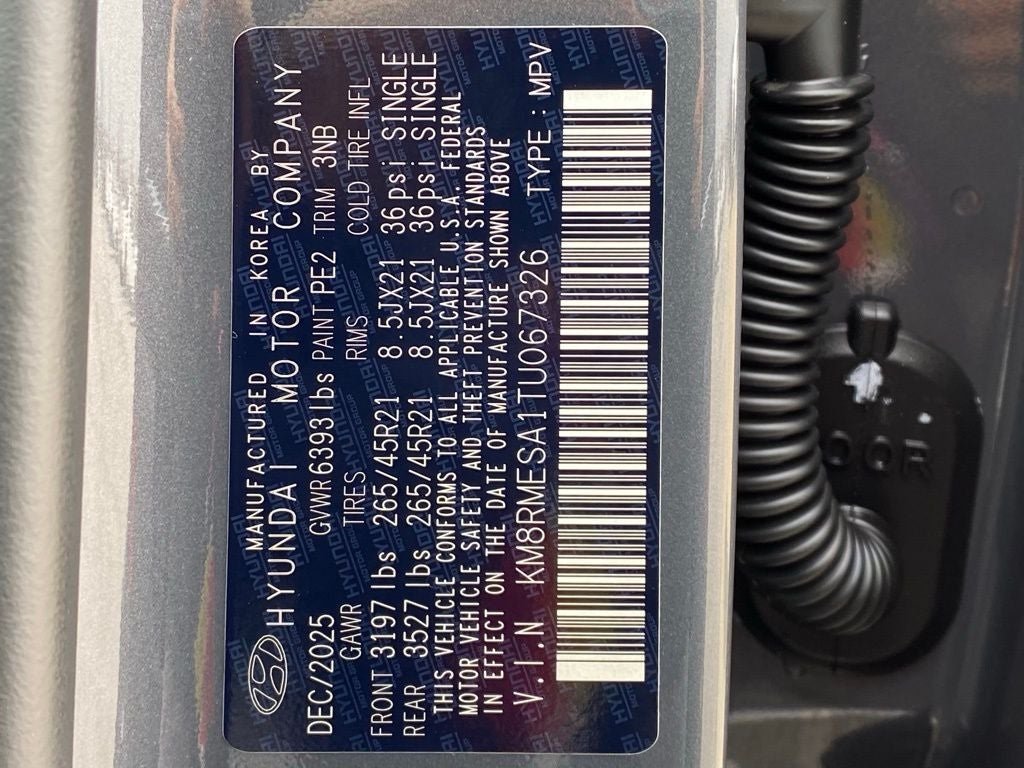 MANUFACTURED IN KOREA BY
HYUNDAI MOTOR COMPANY
DEC/2025 GWR6393lbs PAINT PE2 TRIM 3NB
GAWR TIRES RIMS COLD TIRE INFL
FRONT 3197 lbs 265/45R21 8.5JX21 36psi SINGLE
REAR 3527 lbs 265/45R21 8.5JX21 36psi SINGLE
THIS VEHICLE CONFORMS TO ALL APPLICABLE U.S.A. FEDERAL
MOTOR VEHICLE SAFETY AND THEFT PREVENTION STANDARDS
IN EFFECT ON THE DATE OF MANUFACTURE SHOWN ABOVE
V.I.N KM8RMESA1TU067326 TYPE : MPV